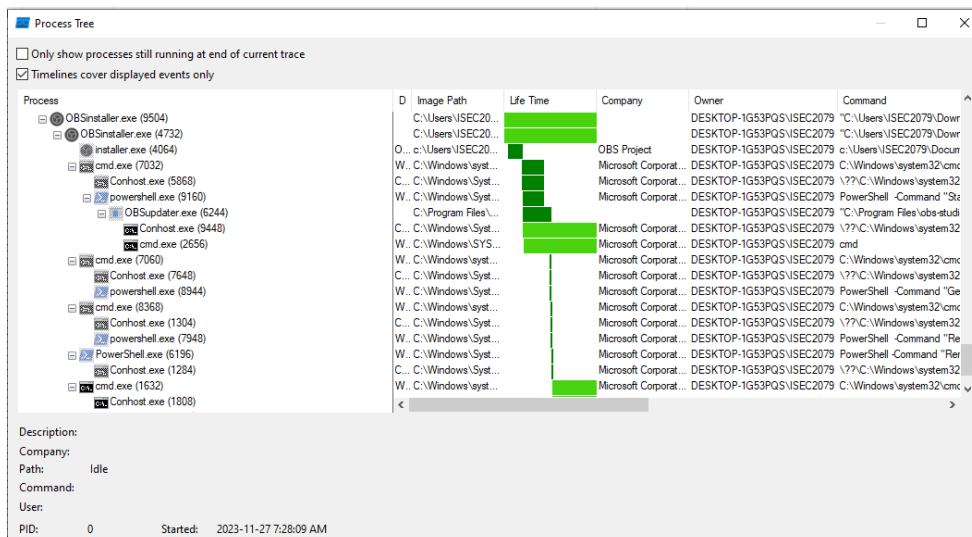 Process Tree
Only show processes still running at end of current trace
Timelines cover displayed events only
Process D Image Path Life Time Company Owner Command
OBSinstaller.exe (9504) C:\Users\ISEC20... DESKTOP-1G53PQS\ISEC2079 "C:\Users\ISEC2079\Down
OBSinstaller.exe (4732) C:\Users\ISEC20... DESKTOP-1G53PQS\ISEC2079 "C:\Users\ISEC2079\Down
installer.exe (4064) O... c:\Users\ISEC20... OBS Project DESKTOP-1G53PQS\ISEC2079 c:\Users\ISEC2079\Docum
cmd.exe (7032) W... C:\Windows\syst... Microsoft Corporat... DESKTOP-1G53PQS\ISEC2079 C:\Windows\system32\cmc
Conhost.exe (5868) C... C:\Windows\Syst... Microsoft Corporat... DESKTOP-1G53PQS\ISEC2079 \??\C:\Windows\system32
powershell.exe (9160) W... C:\Windows\Syst... Microsoft Corporat... DESKTOP-1G53PQS\ISEC2079 PowerShell -Command "Sta
OBSupdater.exe (6244) C:\Program Files\... DESKTOP-1G53PQS\ISEC2079 "C:\Program Files\obs-studi
Conhost.exe (9448) C... C:\Windows\Syst... Microsoft Corporat... DESKTOP-1G53PQS\ISEC2079 \??\C:\Windows\system32
cmd.exe (2656) W... C:\Windows\SYS... Microsoft Corporat... DESKTOP-1G53PQS\ISEC2079 cmd
cmd.exe (7060) W... C:\Windows\syst... Microsoft Corporat... DESKTOP-1G53PQS\ISEC2079 C:\Windows\system32\cmc
Conhost.exe (7648) C... C:\Windows\Syst... Microsoft Corporat... DESKTOP-1G53PQS\ISEC2079 \??\C:\Windows\system32
powershell.exe (8944) W... C:\Windows\Syst... Microsoft Corporat... DESKTOP-1G53PQS\ISEC2079 PowerShell -Command "Ge
cmd.exe (8368) W... C:\Windows\syst... Microsoft Corporat... DESKTOP-1G53PQS\ISEC2079 C:\Windows\system32\cmc
Conhost.exe (1304) C... C:\Windows\Syst... Microsoft Corporat... DESKTOP-1G53PQS\ISEC2079 \??\C:\Windows\system32
powershell.exe (7948) W... C:\Windows\Syst... Microsoft Corporat... DESKTOP-1G53PQS\ISEC2079 PowerShell -Command "Re
PowerShell.exe (6196) W... C:\Windows\Syst... Microsoft Corporat... DESKTOP-1G53PQS\ISEC2079 PowerShell -Command "Rer
Conhost.exe (1284) C... C:\Windows\Syst... Microsoft Corporat... DESKTOP-1G53PQS\ISEC2079 \??\C:\Windows\system32
cmd.exe (1632) W... C:\Windows\syst... Microsoft Corporat... DESKTOP-1G53PQS\ISEC2079 C:\Windows\system32\cmc
Conhost.exe (1808)
Description:
Company:
Path: Idle
Command:
User:
PID: 0 Started: 2023-11-27 7:28:09 AM